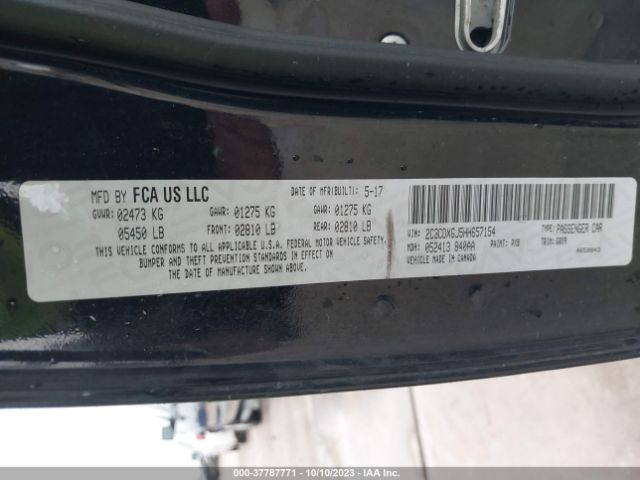 MFD BY FCA US LLC DATE OF MFR(BUILT): 5-17
GVWR: 02473 KG GAWR: 01275 KG GAWR: 01275 KG
05450 LB FRONT: 02810 LB REAR: 02810 LB
THIS VEHICLE CONFORMS TO ALL APPLICABLE U.S.A. FEDERAL MOTOR VEHICLE SAFETY,
BUMPER AND THEFT PREVENTION STANDARDS IN EFFECT ON
THE DATE OF MANUFACTURE SHOWN ABOVE.
VIN: 2C3CDXGJ5HH657154 TYPE: PASSENGER CAR
MDH: 052413 840AA PAINT: PX8 TRIM:
VEHICLE MADE IN CANADA
000-37787771 - 10/10/2023 - IAA Inc.